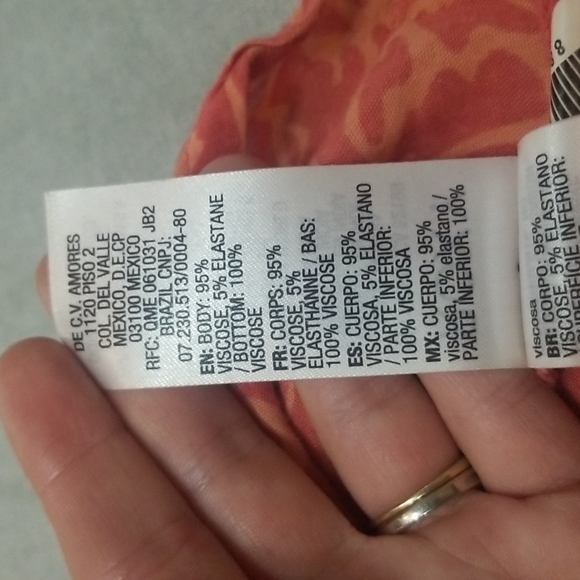 DE C.V. AMORES
1120 PISO 2
COL. DEL VALLE
MEXICO, D.F.CP
03100 MEXICO
RFC: QME 061031 JB2
BRAZIL CNPJ:
07.230.513/0004-80
EN: BODY: 95%
VISCOSE, 5% ELASTANE
/ BOTTOM: 100%
VISCOSE
FR: CORPS: 95%
VISCOSE, 5%
ELASTHANNE / BAS:
100% VISCOSE
ES: CUERPO: 95%
VISCOSA, 5% ELASTANO
/ PARTE INFERIOR:
100% VISCOSA
MX: CUERPO: 95%
viscosa, 5% elastano /
PARTE INFERIOR: 100%
viscosa
BR: CORPO: 95%
VISCOSE, 5% ELASTANO
8